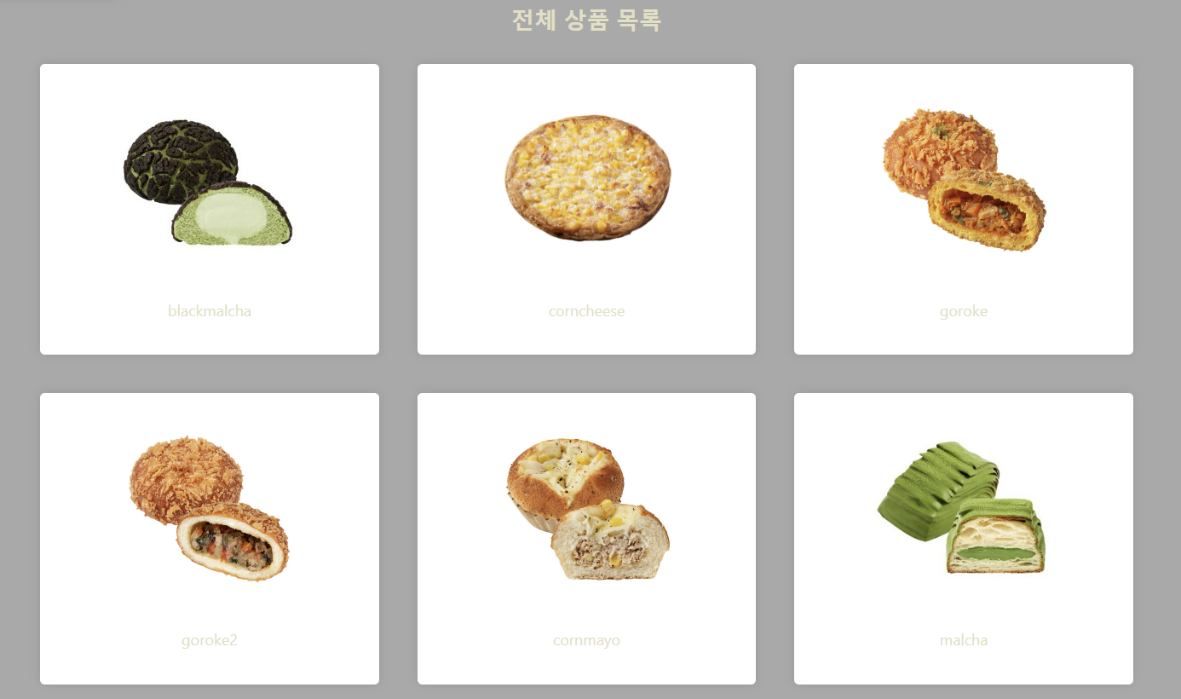 전체 상품 목록
blackmalcha
corncheese
goroke
goroke2
cornmayo
malcha